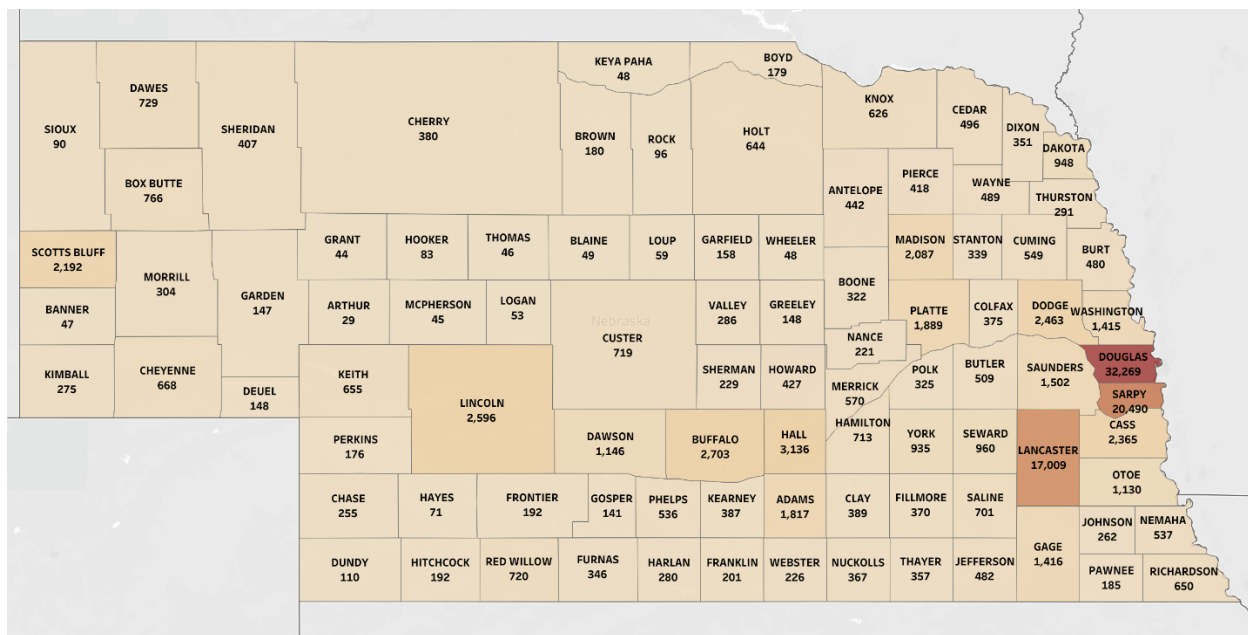 KEYA PAHA
48
BOYD
179
DAWES
729
KNOX
626
CEDAR
496
SIOUX
90
SHERIDAN
407
CHERRY
380
BROWN
180
ROCK
96
HOLT
644
DIXON
351
DAKOTA
948
BOX BUTTE
766
ANTELOPE
442
PIERCE
418
WAYNE
489
THURSTON
291
SCOTTS BLUFF
2,192
MORRILL
304
GRANT
44
HOOKER
83
THOMAS
46
BLAINE
49
LOUP
59
GARFIELD
158
WHEELER
48
MADISON
2,087
STANTON
339
CUMING
549
BURT
480
BANNER
47
GARDEN
147
ARTHUR
29
MCPHERSON
45
LOGAN
53
Nebraska
CUSTER
719
VALLEY
286
GREELEY
148
BOONE
322
PLATTE
1,889
COLFAX
375
DODGE
2,463
WASHINGTON
1,415
NANCE
221
KIMBALL
275
CHEYENNE
668
DEUEL
148
KEITH
655
LINCOLN
2,596
SHERMAN
229
HOWARD
427
MERRICK
570
POLK
325
BUTLER
509
SAUNDERS
1,502
DOUGLAS
32,269
SARPY
20,490
PERKINS
176
DAWSON
1,146
BUFFALO
2,703
HALL
3,136
HAMILTON
713
YORK
935
SEWARD
960
LANCASTER
17,009
CASS
2,365
OTOE
1,130
CHASE
255
HAYES
71
FRONTIER
192
GOSPER
141
PHELPS
536
KEARNEY
387
ADAMS
1,817
CLAY
389
FILLMORE
370
SALINE
701
JOHNSON
262
NEMAHA
537
DUNDY
110
HITCHCOCK
192
RED WILLOW
720
FURNAS
346
HARLAN
280
FRANKLIN
201
WEBSTER
226
NUCKOLLS
367
THAYER
357
JEFFERSON
482
GAGE
1,416
PAWNEE
185
RICHARDSON
650